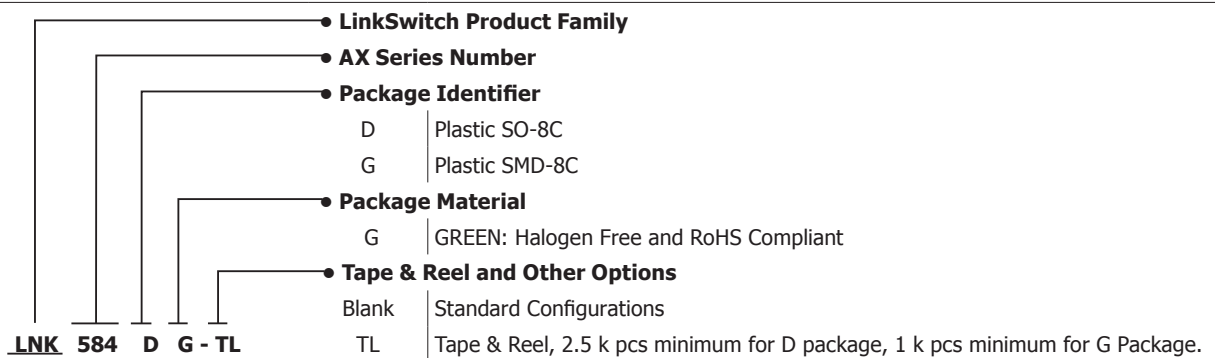 • LinkSwitch Product Family
• AX Series Number
• Package Identifier
D Plastic SO-8C
G Plastic SMD-8C
• Package Material
G GREEN: Halogen Free and RoHS Compliant
• Tape & Reel and Other Options
Blank Standard Configurations
LNK 584 D G - TL TL Tape & Reel, 2.5 k pcs minimum for D package, 1 k pcs minimum for G Package.